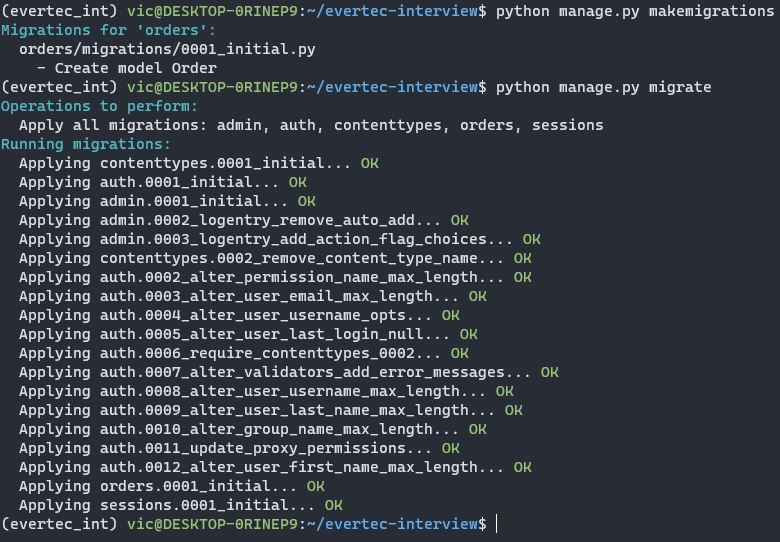 (evertec_int) vic@DESKTOP-0RINEP9:~/evertec-interview$ python manage.py makemigrations
Migrations for 'orders':
  orders/migrations/0001_initial.py
    - Create model Order
(evertec_int) vic@DESKTOP-0RINEP9:~/evertec-interview$ python manage.py migrate
Operations to perform:
  Apply all migrations: admin, auth, contenttypes, orders, sessions
Running migrations:
  Applying contenttypes.0001_initial... OK
  Applying auth.0001_initial... OK
  Applying admin.0001_initial... OK
  Applying admin.0002_logentry_remove_auto_add... OK
  Applying admin.0003_logentry_add_action_flag_choices... OK
  Applying contenttypes.0002_remove_content_type_name... OK
  Applying auth.0002_alter_permission_name_max_length... OK
  Applying auth.0003_alter_user_email_max_length... OK
  Applying auth.0004_alter_user_username_opts... OK
  Applying auth.0005_alter_user_last_login_null... OK
  Applying auth.0006_require_contenttypes_0002... OK
  Applying auth.0007_alter_validators_add_error_messages... OK
  Applying auth.0008_alter_user_username_max_length... OK
  Applying auth.0009_alter_user_last_name_max_length... OK
  Applying auth.0010_alter_group_name_max_length... OK
  Applying auth.0011_update_proxy_permissions... OK
  Applying auth.0012_alter_user_first_name_max_length... OK
  Applying orders.0001_initial... OK
  Applying sessions.0001_initial... OK
(evertec_int) vic@DESKTOP-0RINEP9:~/evertec-interview$